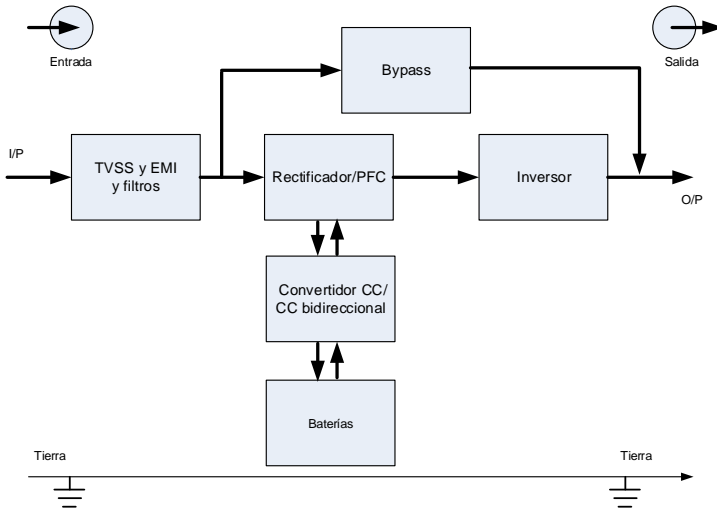 Entrada
Salida
Bypass
I/P
TVSS y EMI
y filtros
Rectificador/PFC
Inversor
O/P
Convertidor CC/
CC bidireccional
Baterías
Tierra
Tierra